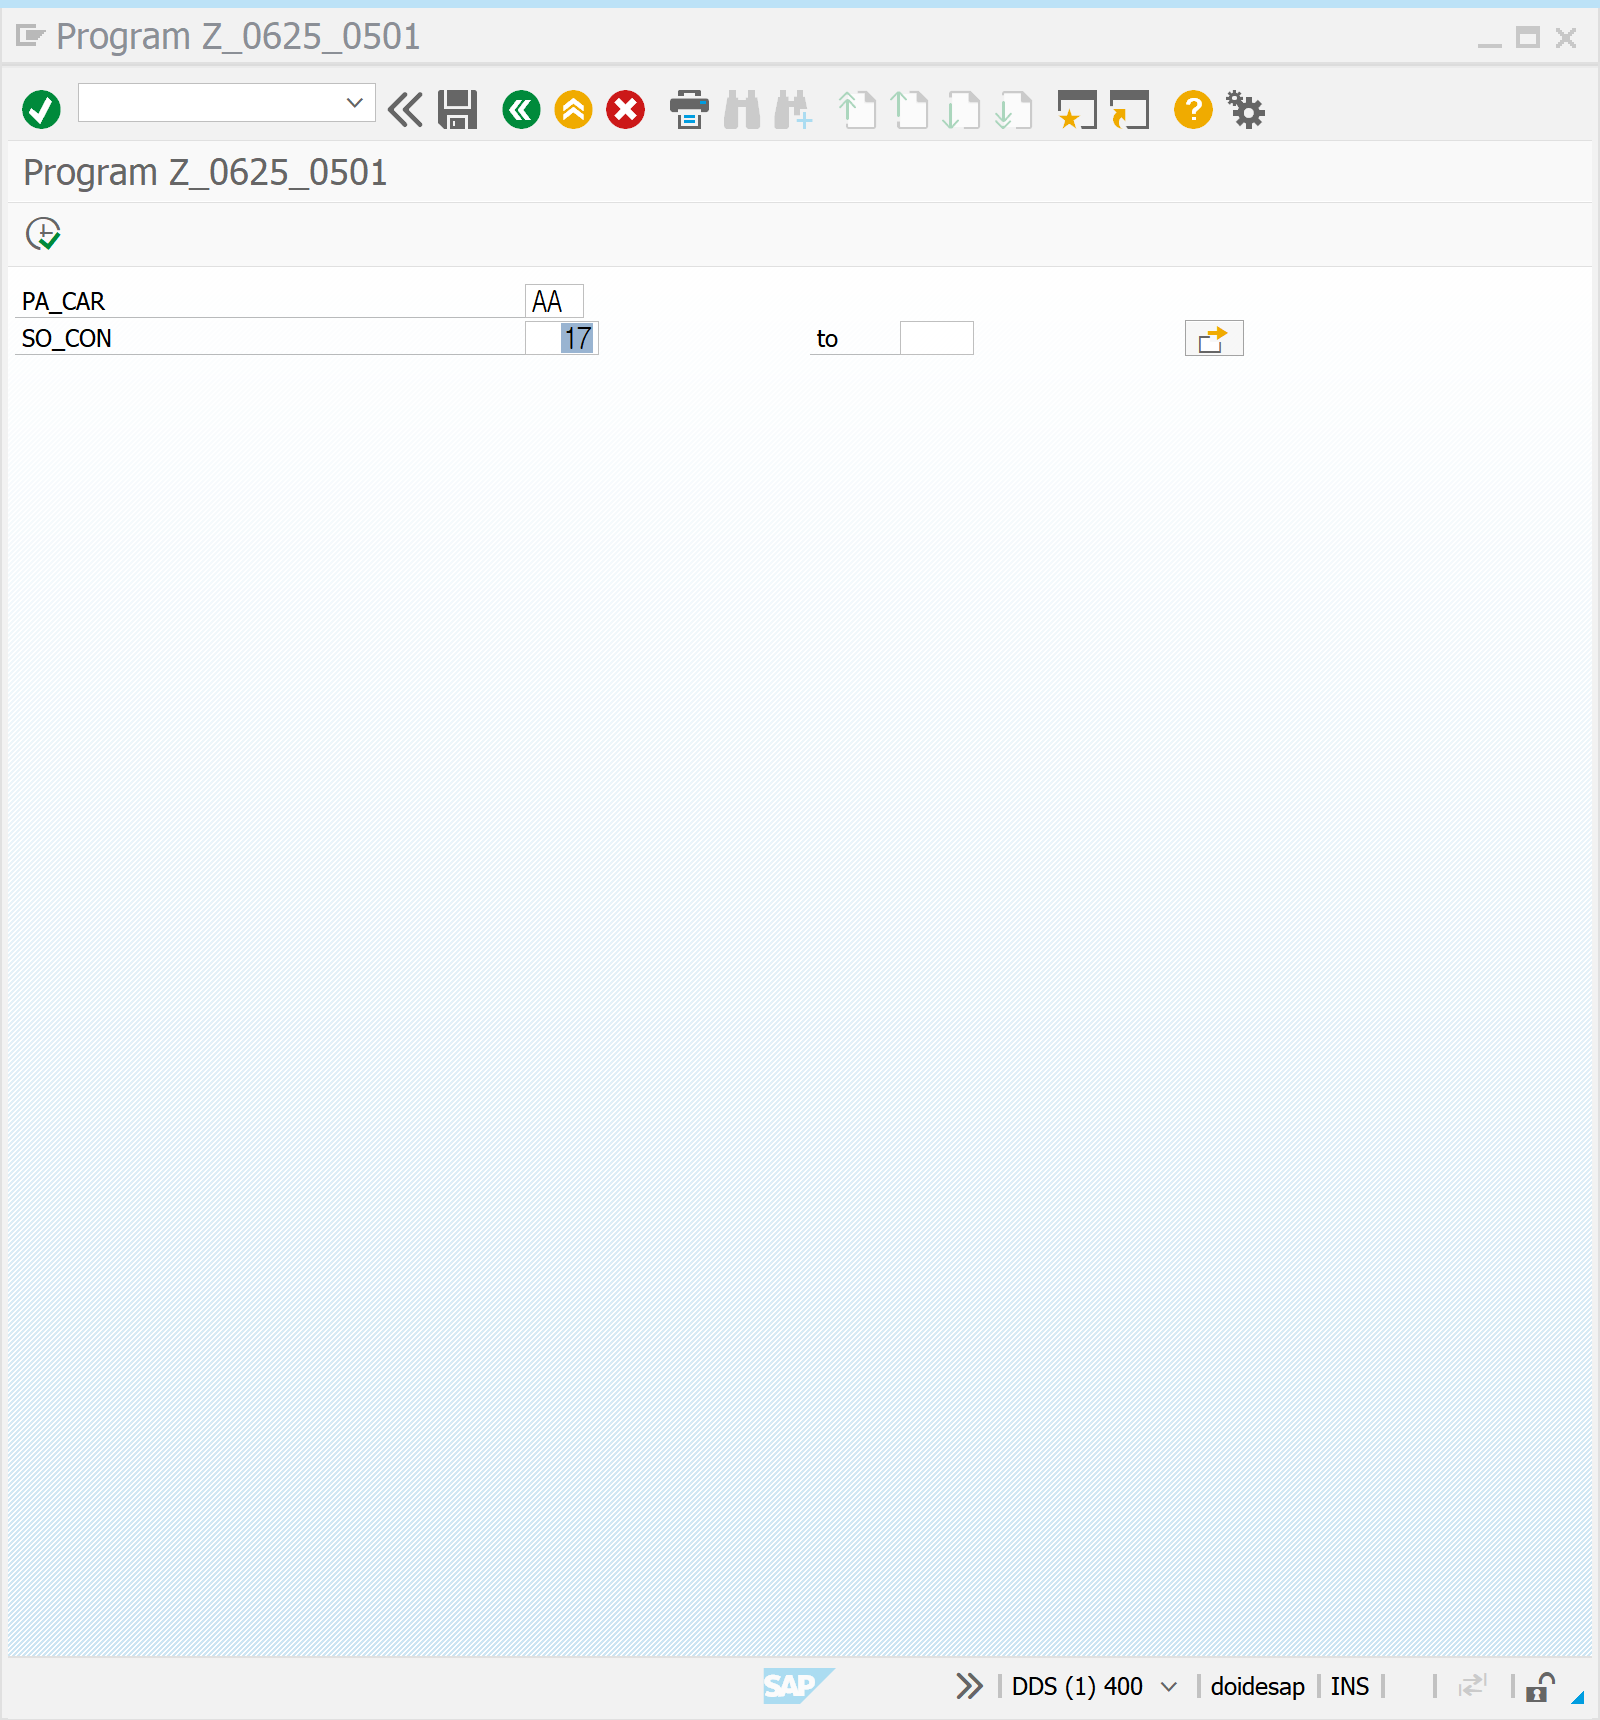 Program Z_0625_0501
Program Z_0625_0501
PA_CAR AA
SO_CON 17 to
SAP DDS (1) 400 doidesap INS